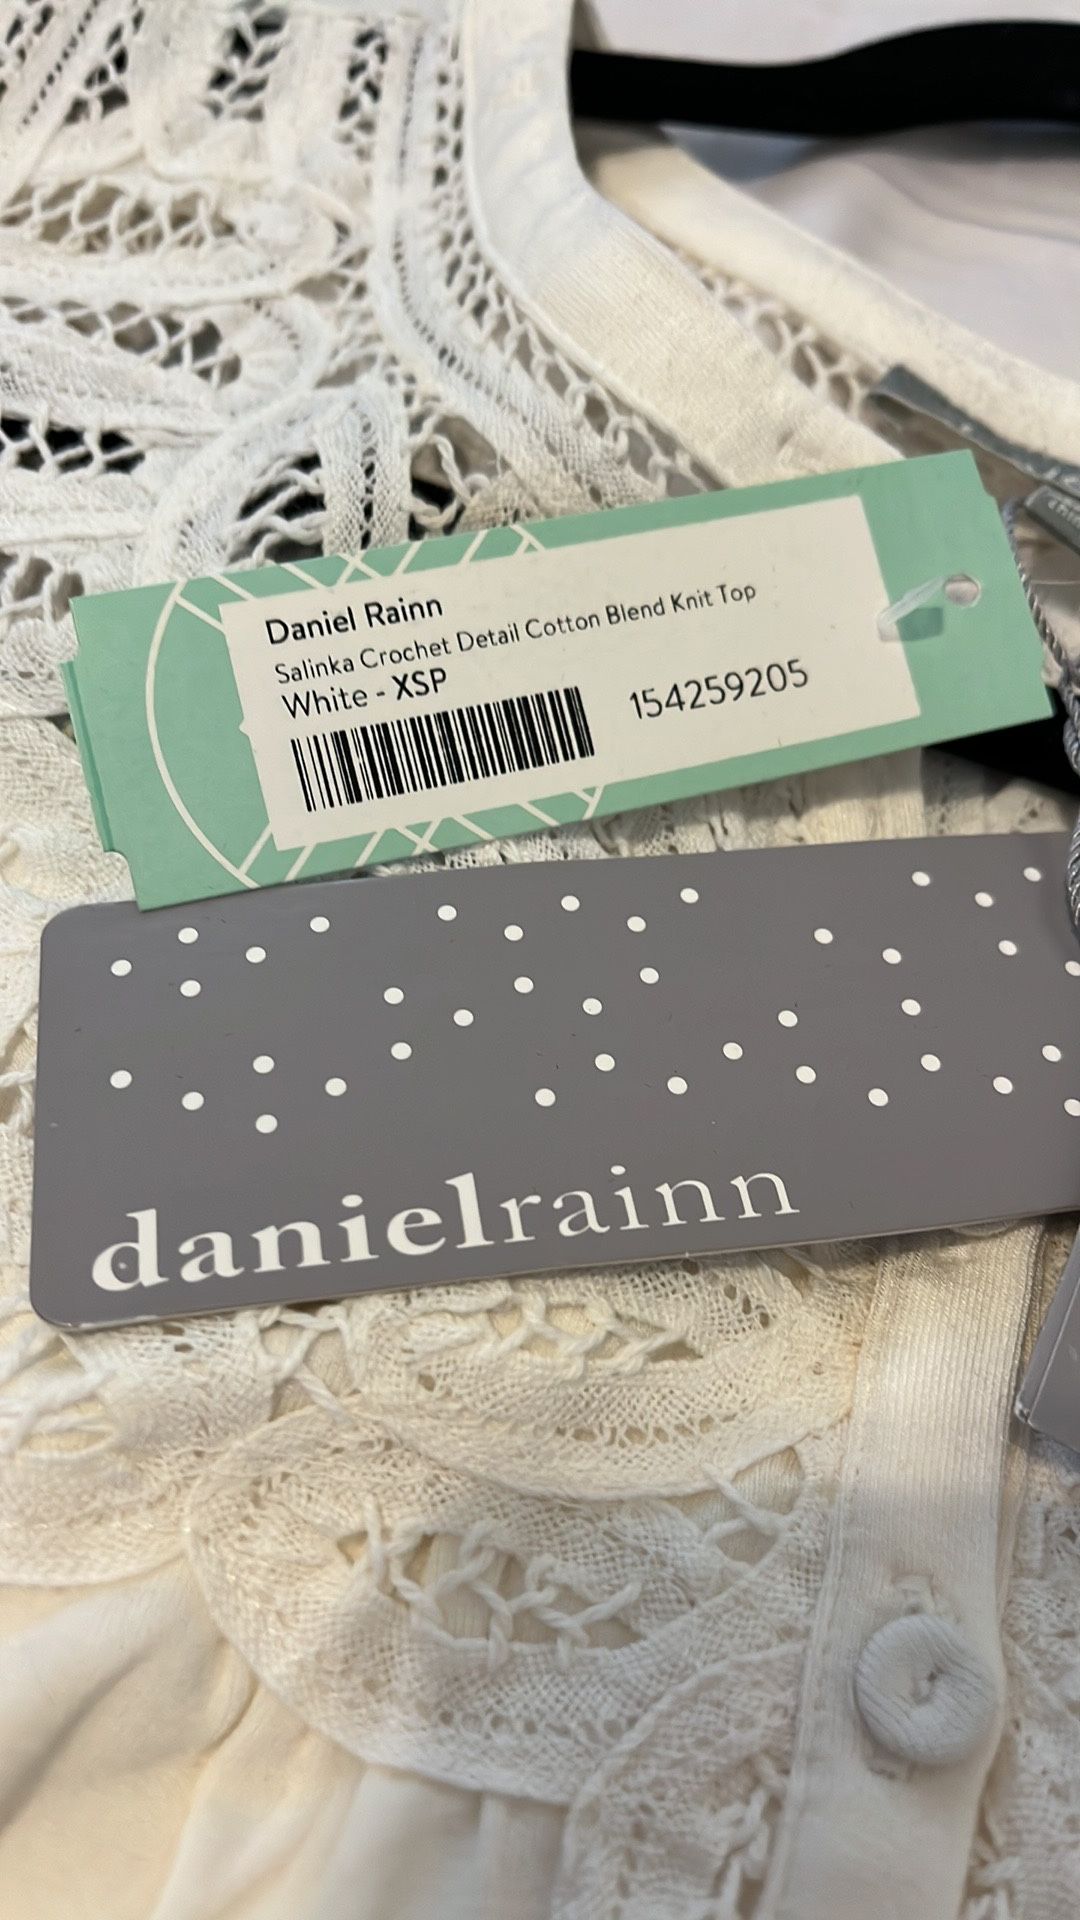 Daniel Rainn
Salinka Crochet Detail Cotton Blend Knit Top
White - XSP
154259205
danielrainn